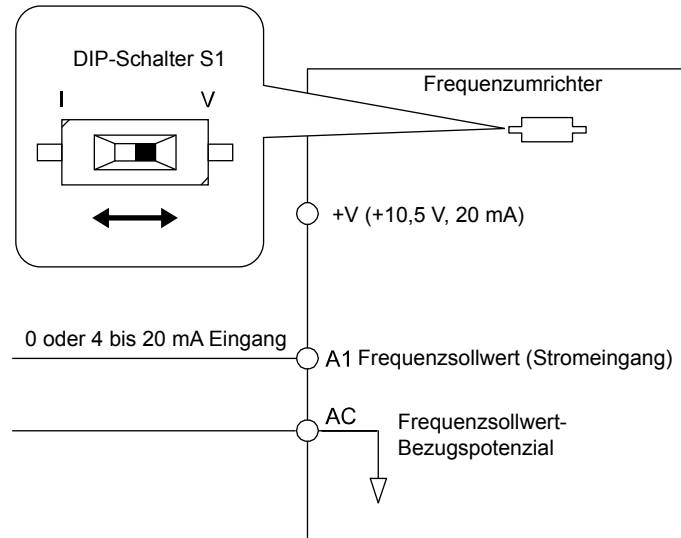 DIP-Schalter S1
I V
Frequenzumrichter
+V (+10,5 V, 20 mA)
0 oder 4 bis 20 mA Eingang
A1 Frequenzsollwert (Stromeingang)
AC
Frequenzsollwert-
Bezugspotenzial